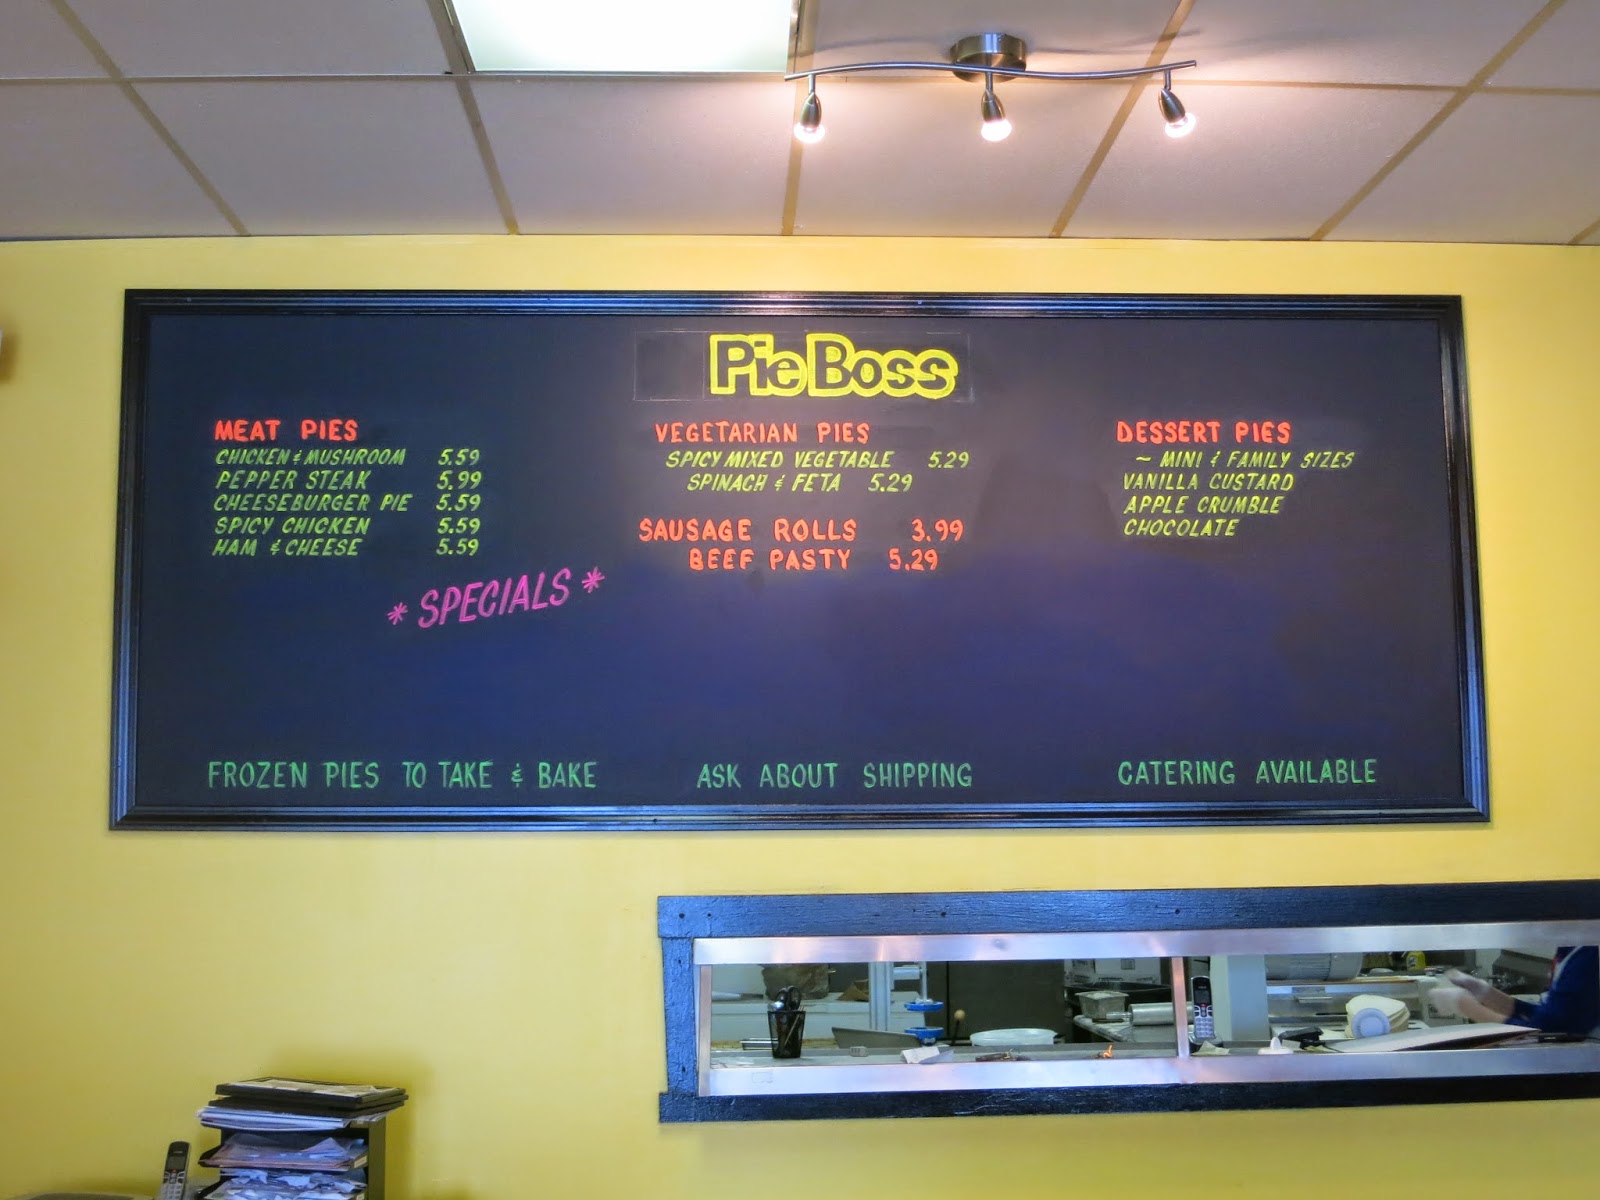 Pie Boss
MEAT PIES
CHICKEN & MUSHROOM 5.59
PEPPER STEAK 5.99
CHEESEBURGER PIE 5.59
SPICY CHICKEN 5.59
HAM & CHEESE 5.59
* SPECIALS *
VEGETARIAN PIES
SPICY MIXED VEGETABLE 5.29
SPINACH & FETA 5.29
SAUSAGE ROLLS 3.99
BEEF PASTY 5.29
DESSERT PIES
~ MINI & FAMILY SIZES
VANILLA CUSTARD
APPLE CRUMBLE
CHOCOLATE
FROZEN PIES TO TAKE & BAKE
ASK ABOUT SHIPPING
CATERING AVAILABLE